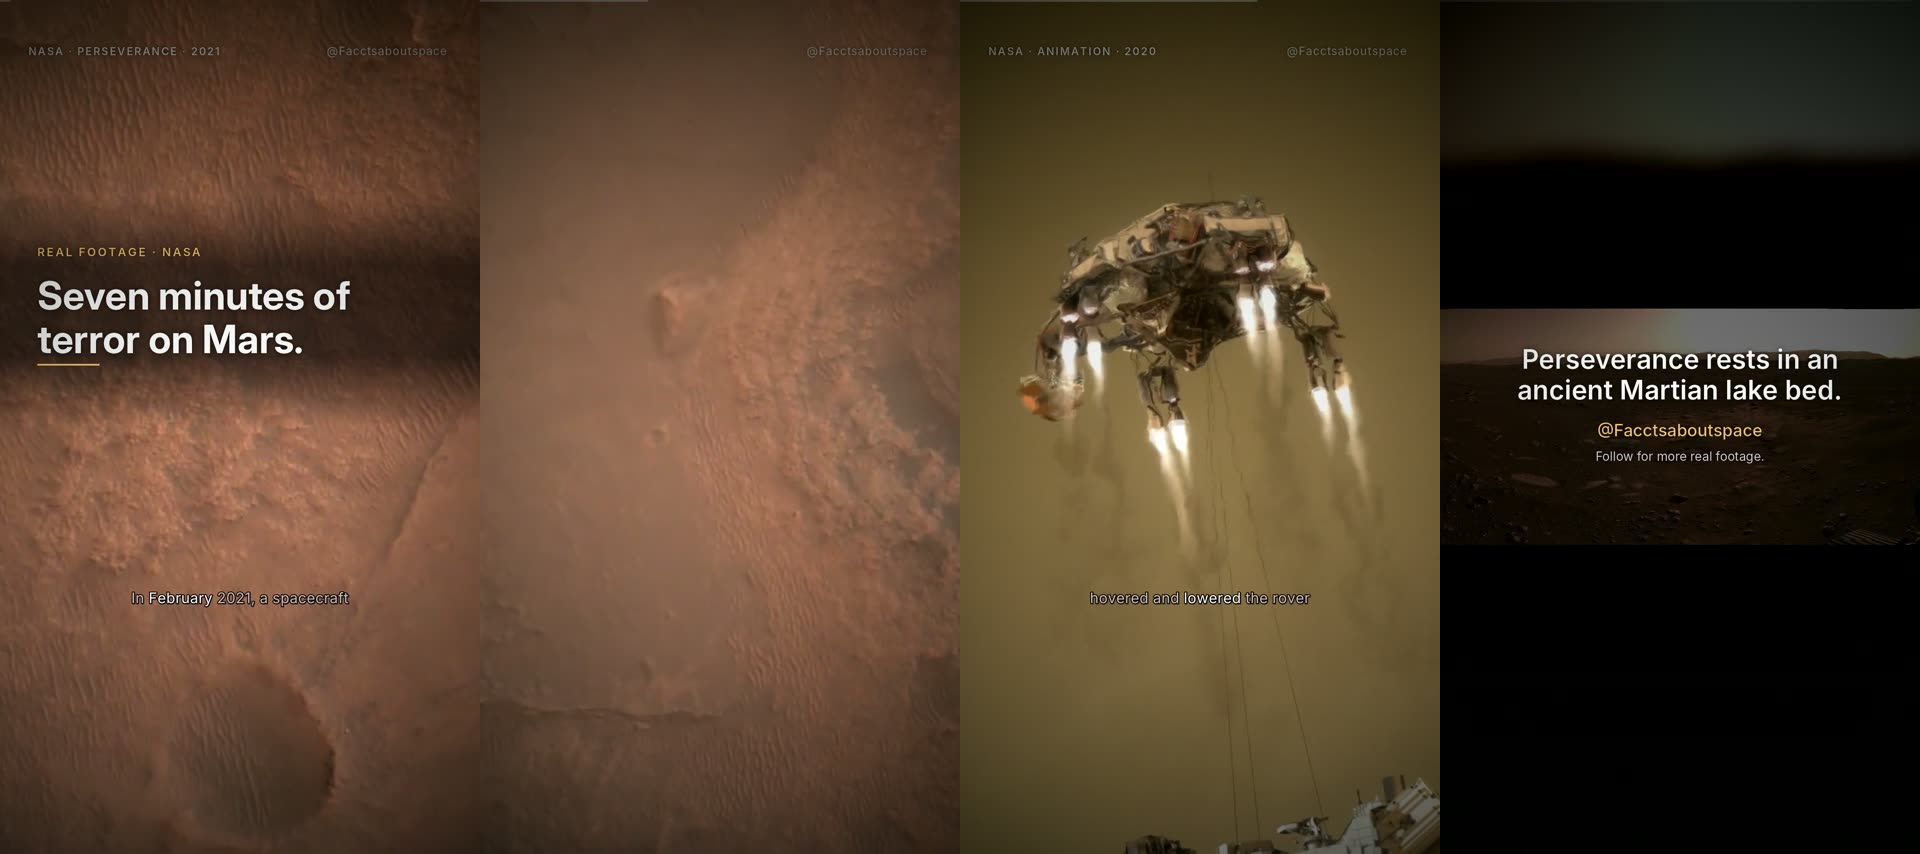 NASA · PERSEVERANCE · 2021
@Facctsaboutspace
REAL FOOTAGE · NASA
Seven minutes of
terror on Mars.
In February 2021, a spacecraft
@Facctsaboutspace
NASA · ANIMATION · 2020
@Facctsaboutspace
hovered and lowered the rover
Perseverance rests in an
ancient Martian lake bed.
@Facctsaboutspace
Follow for more real footage.